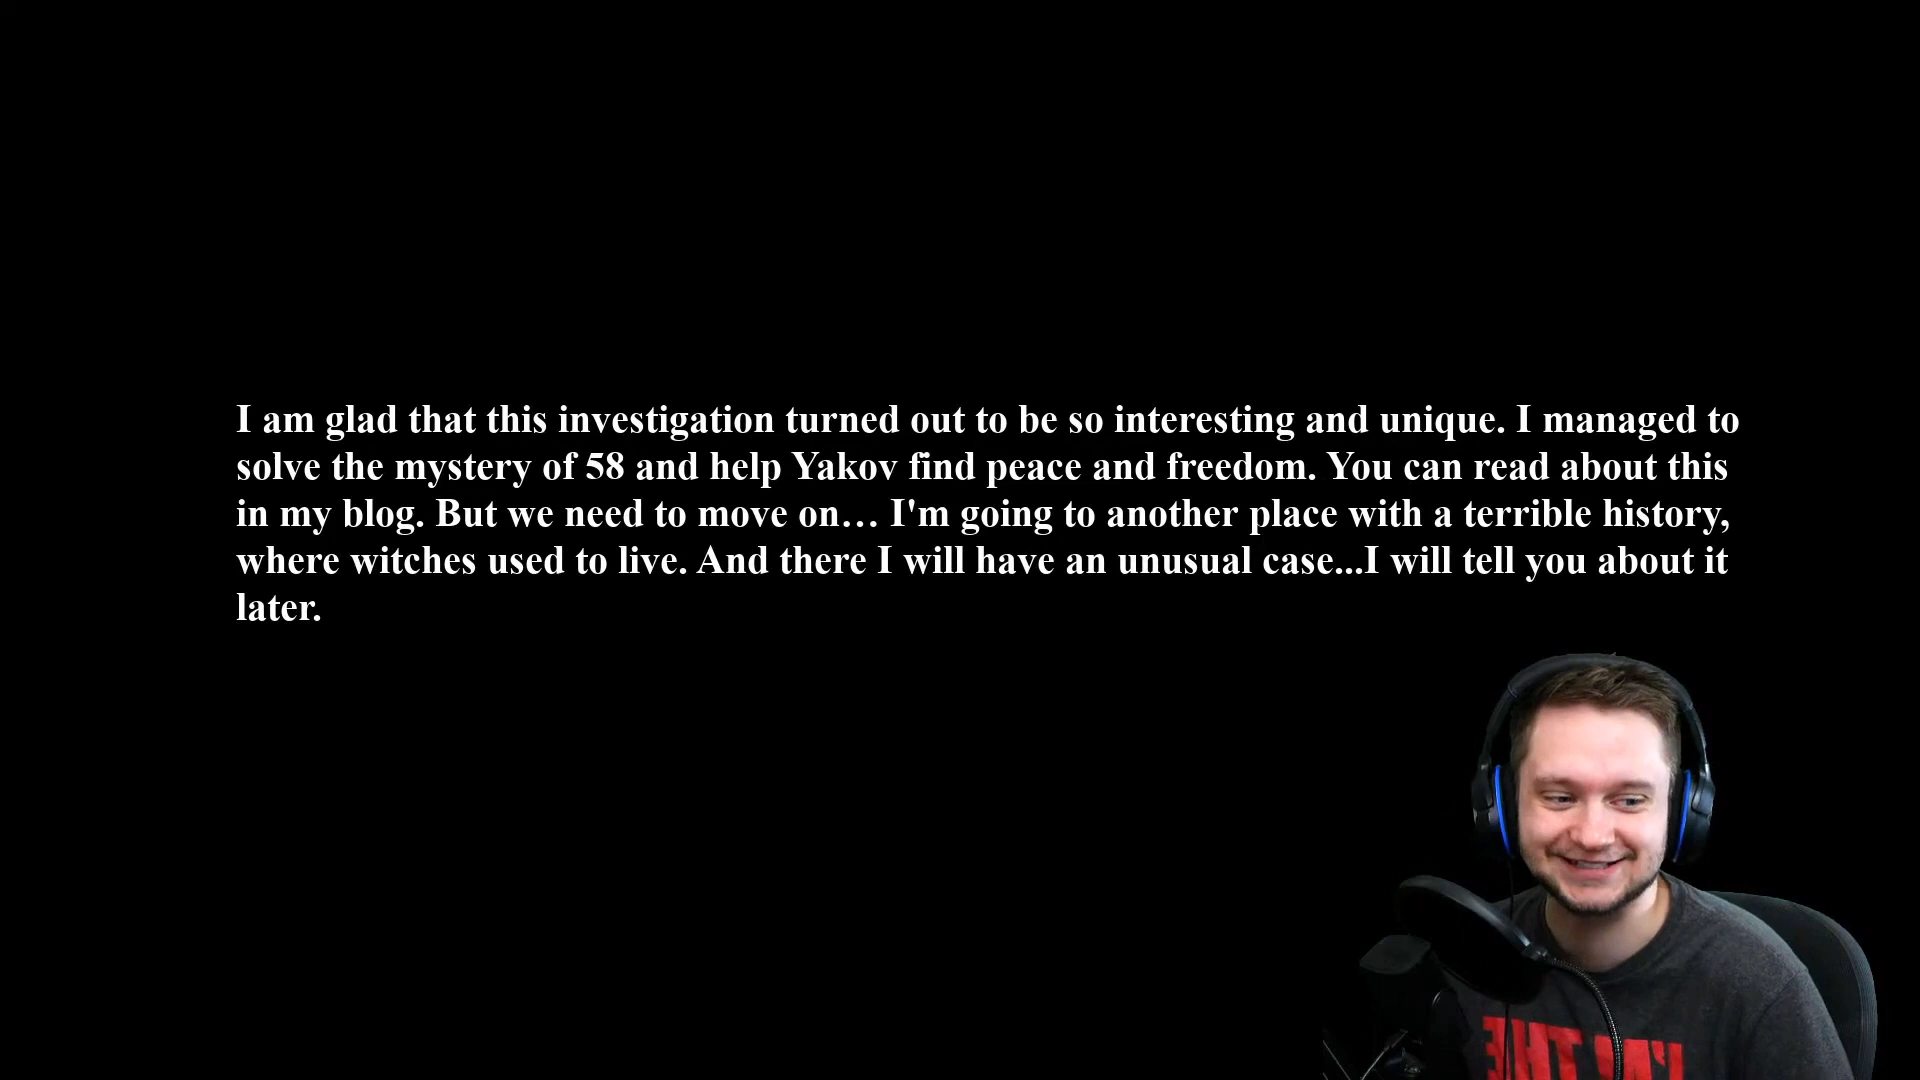 I am glad that this investigation turned out to be so interesting and unique. I managed to
solve the mystery of 58 and help Yakov find peace and freedom. You can read about this
in my blog. But we need to move on… I'm going to another place with a terrible history,
where witches used to live. And there I will have an unusual case...I will tell you about it
later.
I'M THE